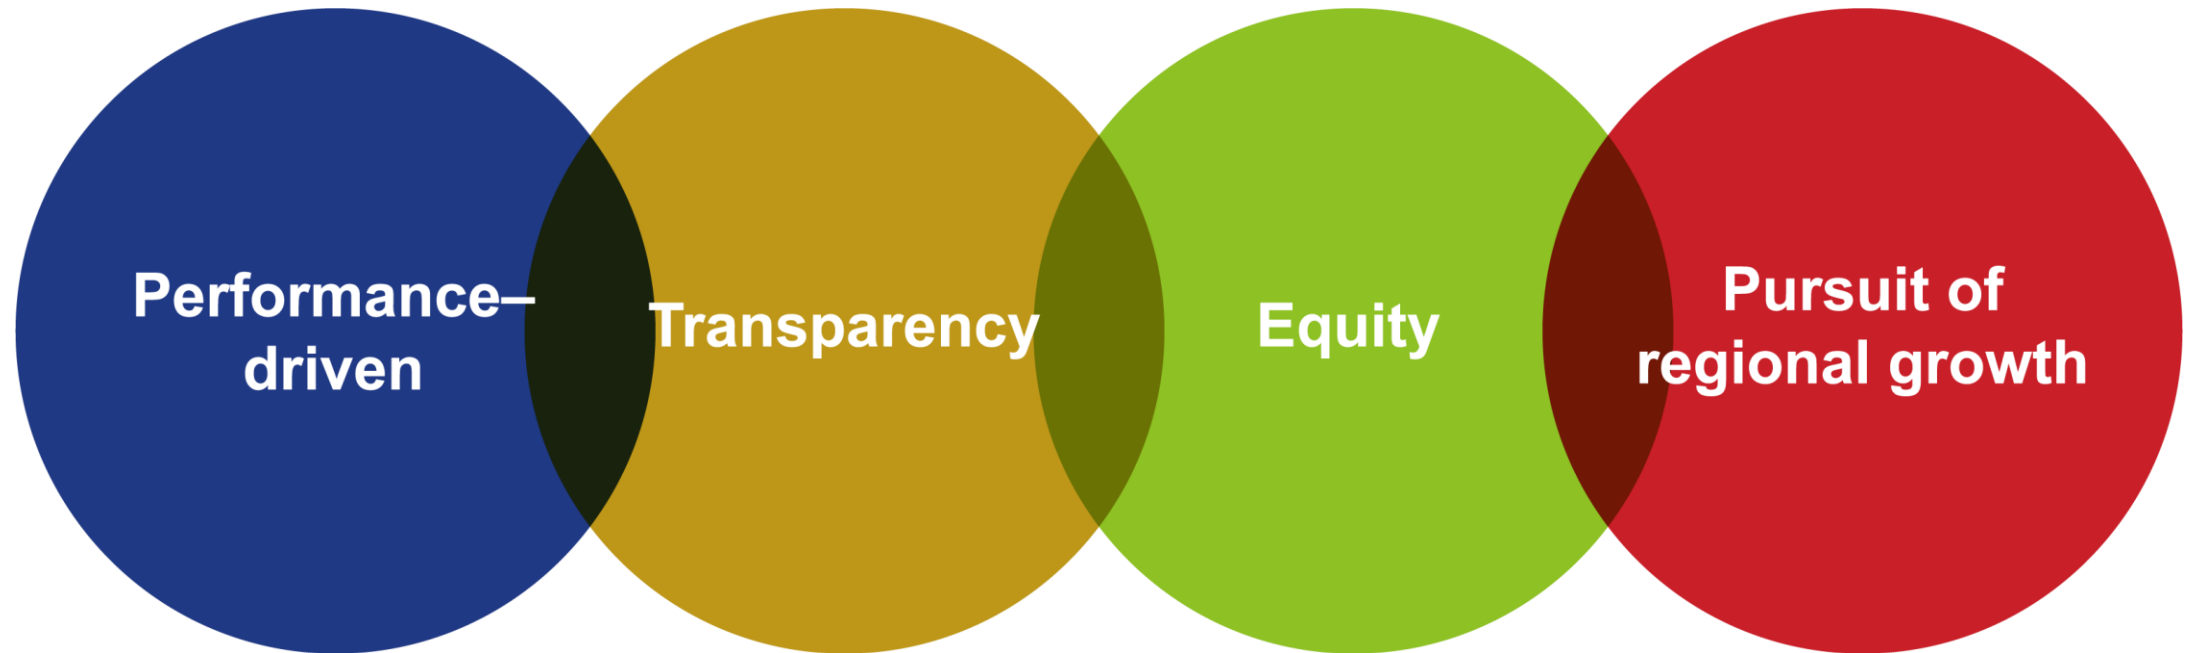 Performance–
driven
Transparency
Equity
Pursuit of
regional growth